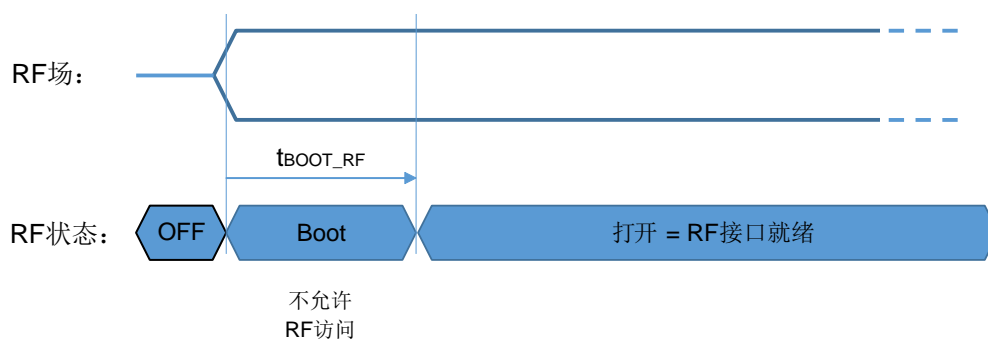 RF场：
tBOOT_RF
RF状态：
OFF
Boot
打开 = RF接口就绪
不允许
RF访问